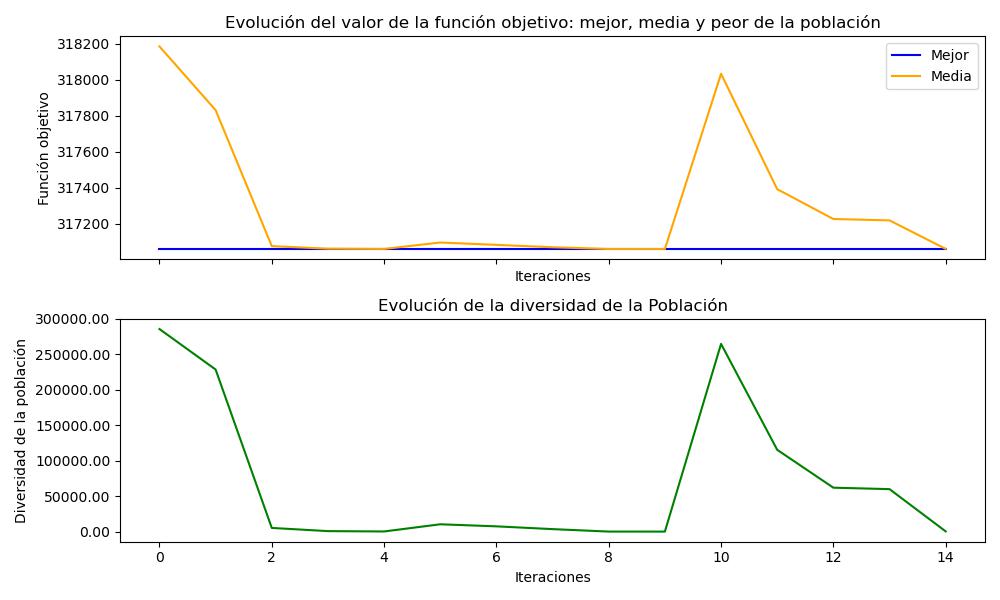 Evolución del valor de la función objetivo: mejor, media y peor de la población
318200
318000
317800
317600
317400
317200
Función objetivo
Mejor
Media
Iteraciones
Evolución de la diversidad de la Población
300000.00
250000.00
200000.00
150000.00
100000.00
50000.00
0.00
Diversidad de la población
0 2 4 6 8 10 12 14
Iteraciones